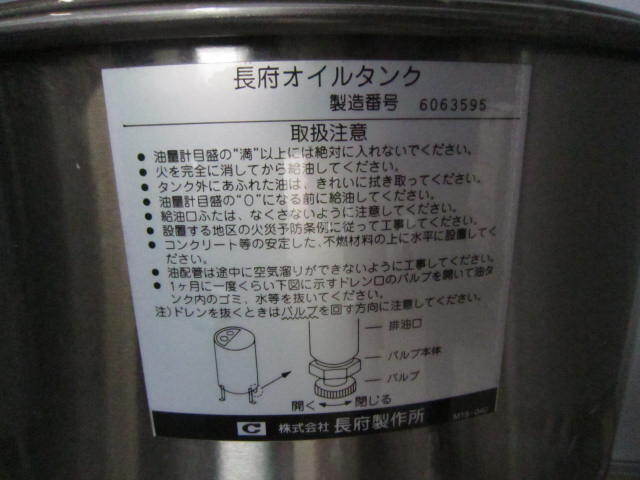 長府オイルタンク
製造番号 6063595
取扱注意
● 油量計目盛の"満"以上には絶対に入れないでください。
● 火を完全に消してから給油してください。
● タンク外にあふれた油は、きれいに拭き取ってください。
● 油量計目盛の"0"になる前に給油してください。
● 給油口ふたは、なくさないように注意してください。
● 設置する地区の火災予防条例に従って工事してください。
● コンクリート等の安定した、不燃材料の上に水平に設置してく
ださい。
● 油配管は途中に空気溜りができないように工事してください。
● 1ヶ月に一度くらい下図に示すドレン口のバルブを開いて油タ
ンク内のゴミ、水等を抜いてください。
注)ドレンを抜くときはバルブを回す方向に注意してください。
排油口
バルブ本体
バルブ
開く 閉じる
C 株式会社 長府製作所